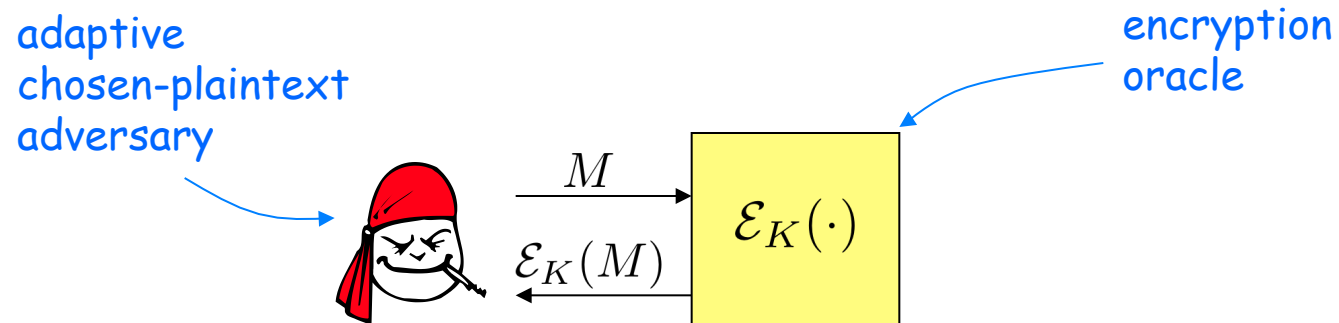 adaptive
chosen-plaintext
adversary
encryption
oracle
M
ℰ_K(·)
ℰ_K(M)